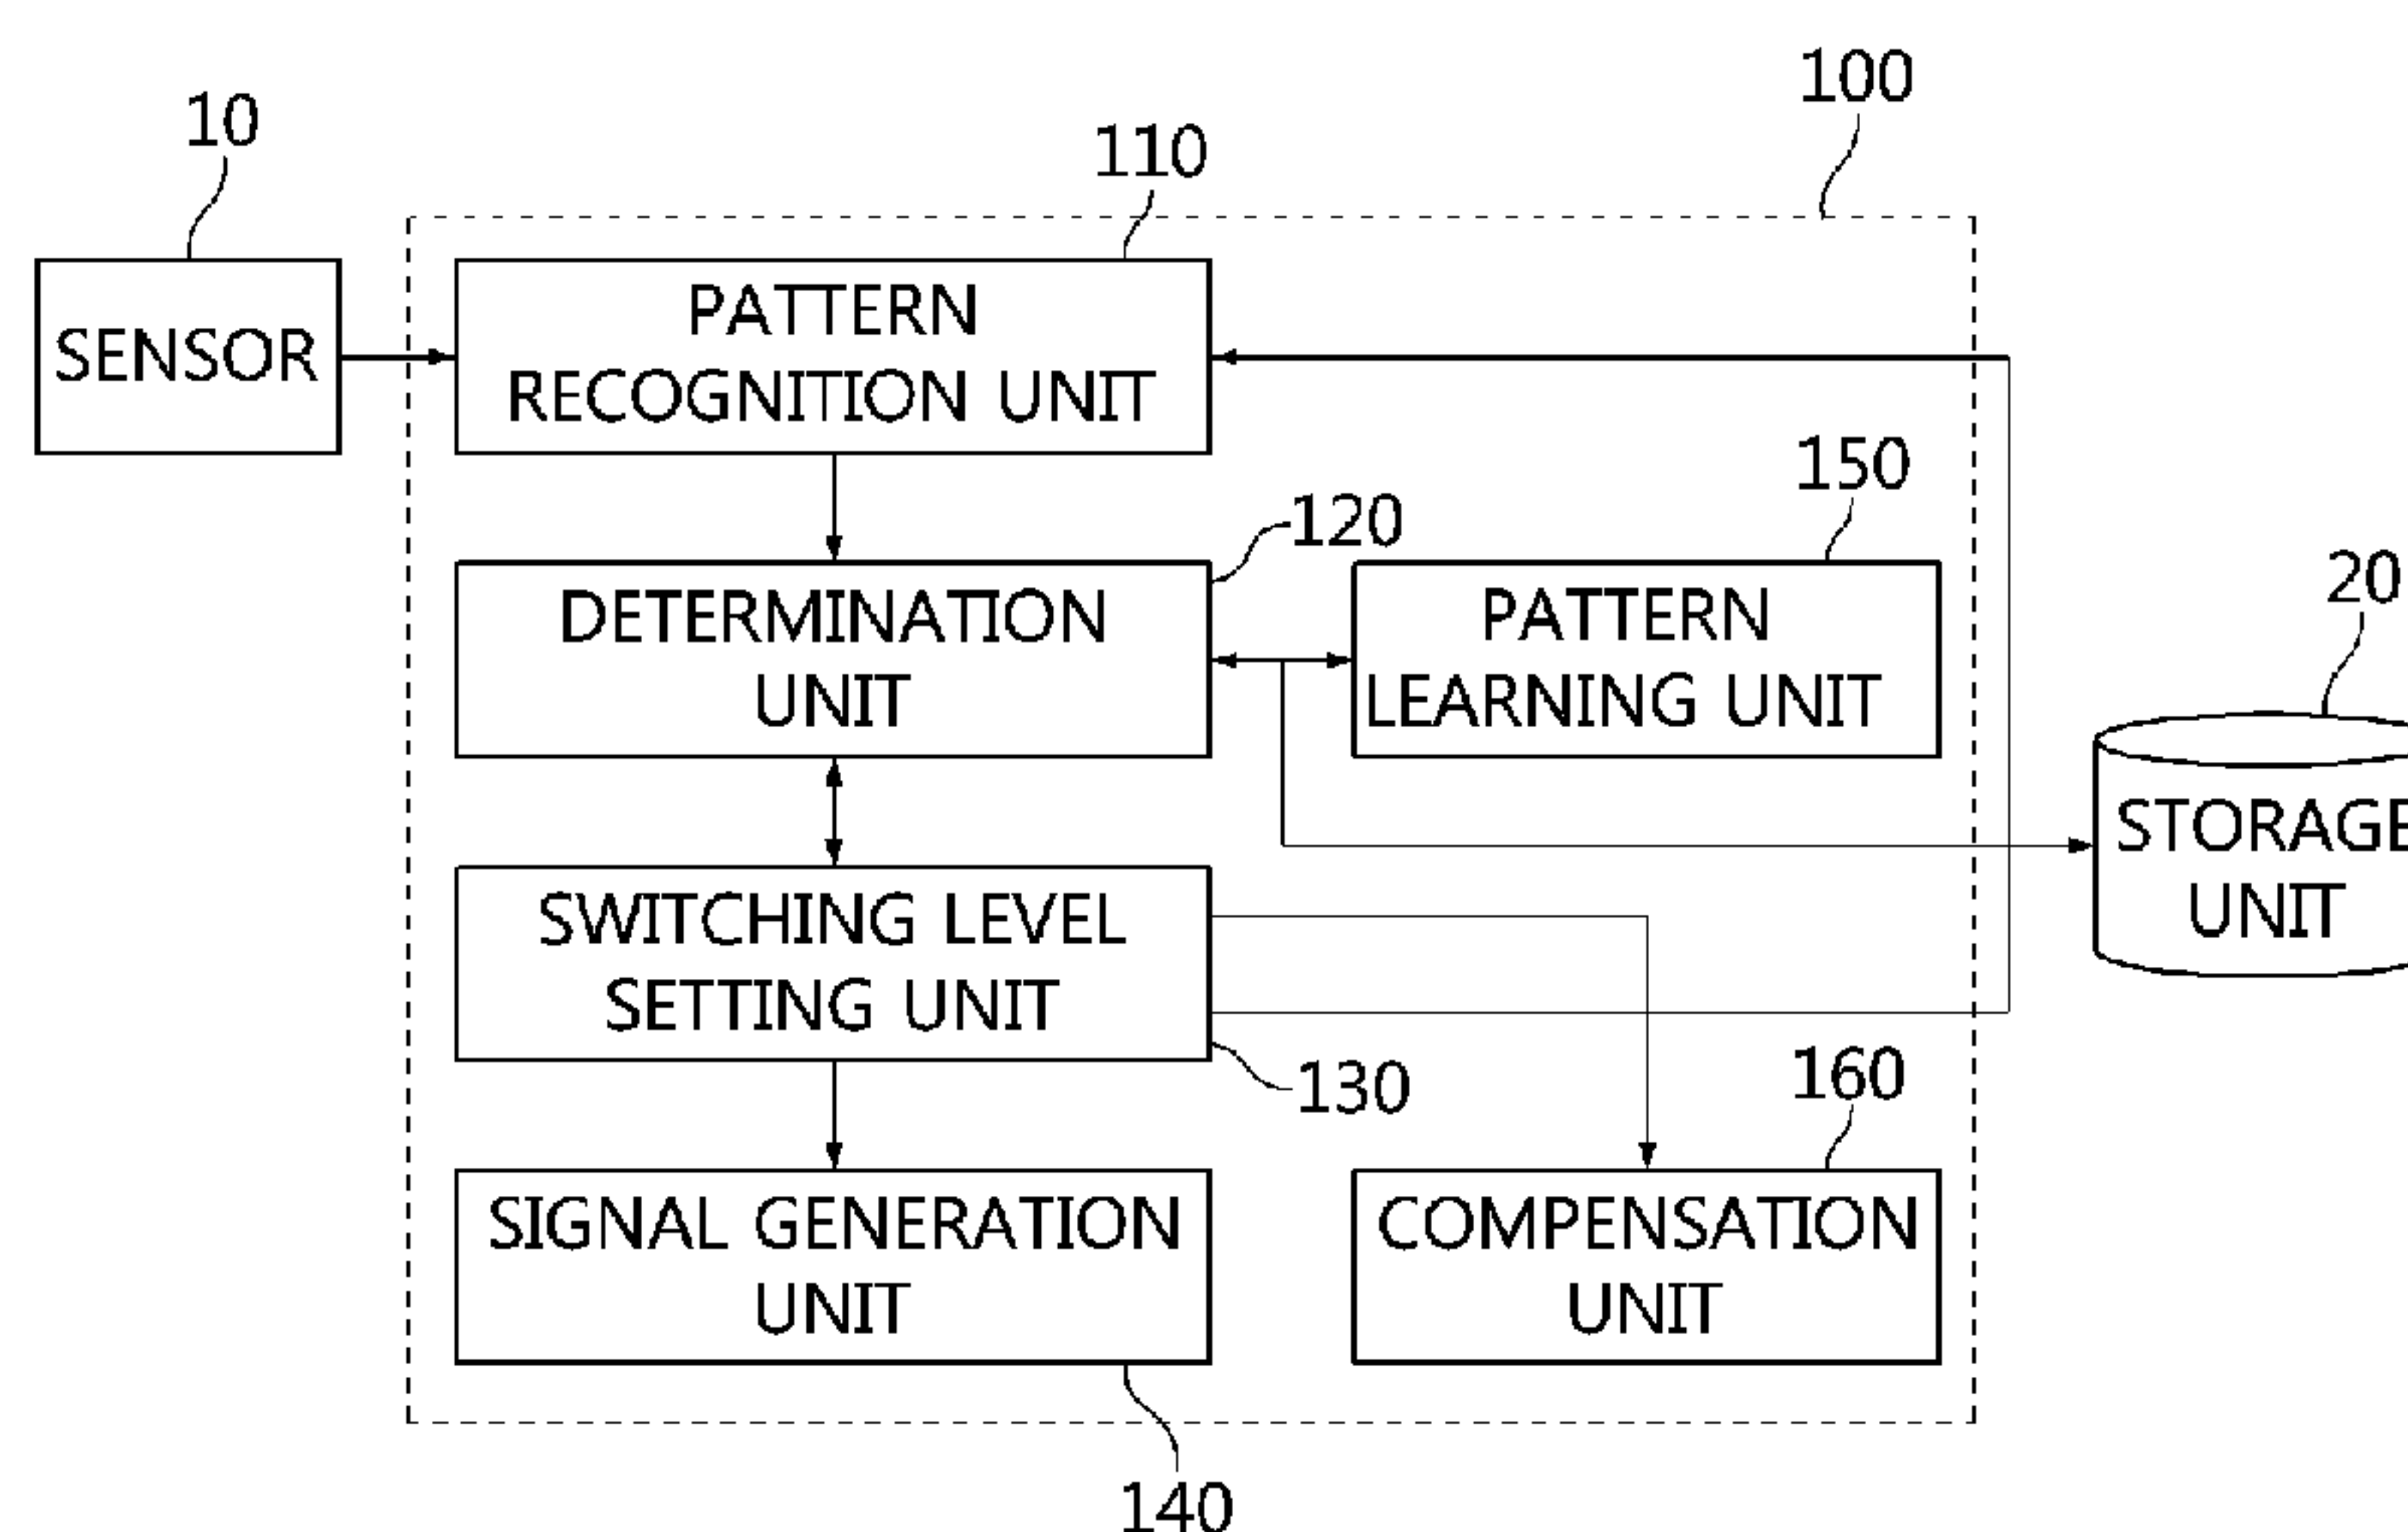 100
10
110
SENSOR
PATTERN
RECOGNITION UNIT
150
120
20
DETERMINATION
UNIT
PATTERN
LEARNING UNIT
STORAGE
UNIT
SWITCHING LEVEL
SETTING UNIT
130
160
SIGNAL GENERATION
UNIT
COMPENSATION
UNIT
140